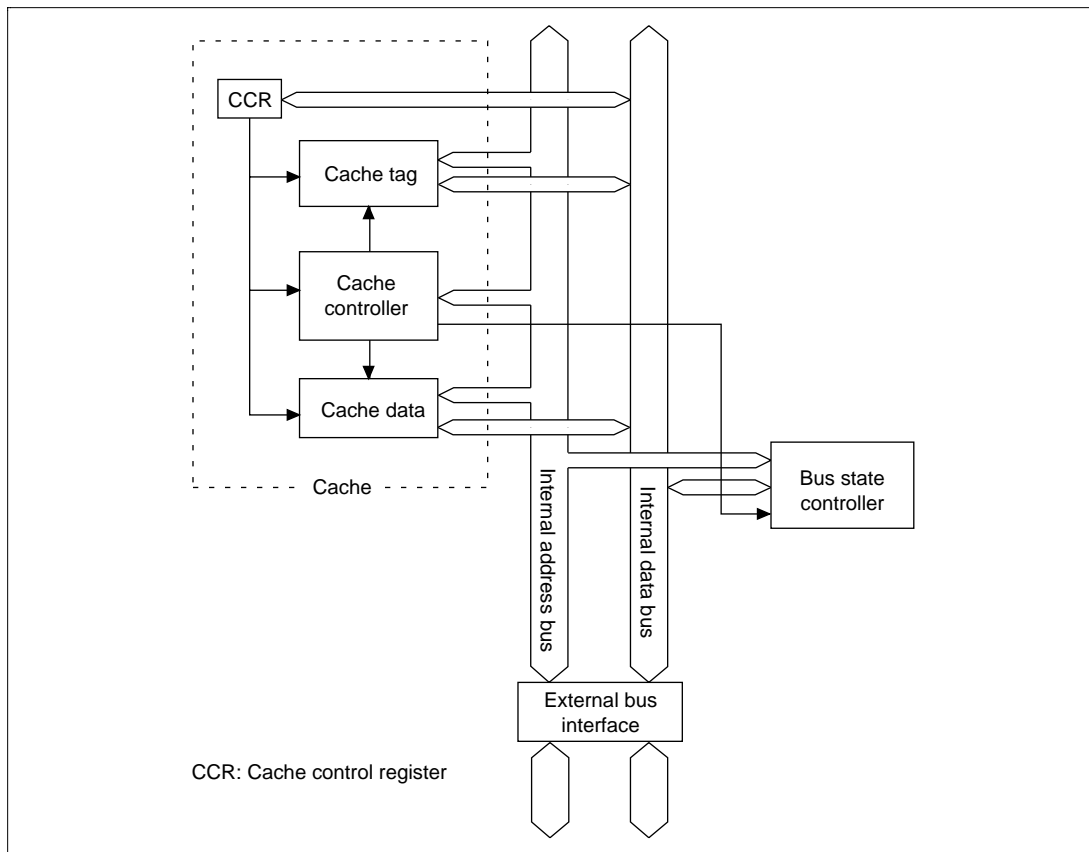 CCR
Cache tag
Cache
controller
Cache data
Cache
Internal address bus
Internal data bus
Bus state
controller
External bus
interface
CCR: Cache control register